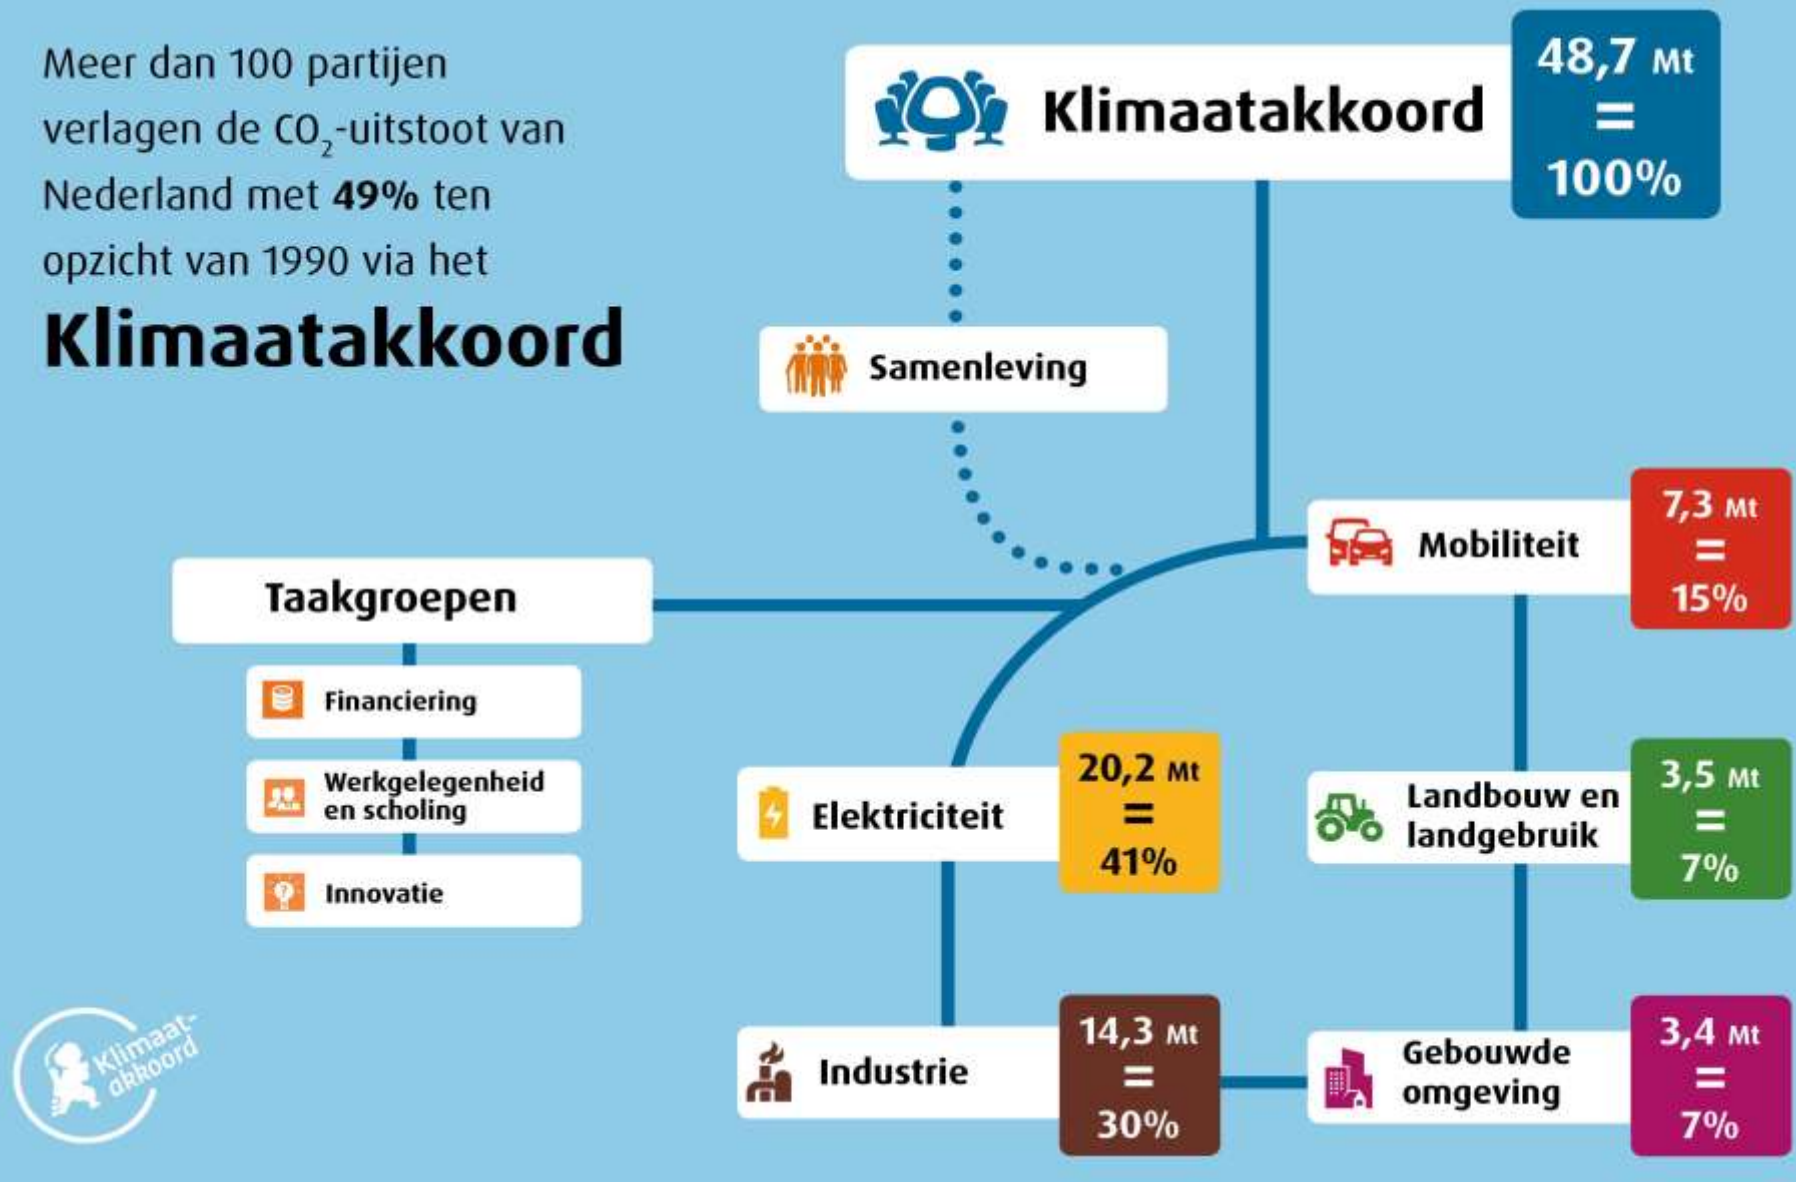 Meer dan 100 partijen
verlagen de CO₂-uitstoot van
Nederland met 49% ten
opzicht van 1990 via het
Klimaatakkoord
Klimaatakkoord
48,7 Mt
=
100%
Samenleving
Mobiliteit
7,3 Mt
=
15%
Taakgroepen
Financiering
Werkgelegenheid
en scholing
Innovatie
Elektriciteit
20,2 Mt
=
41%
Landbouw en
landgebruik
3,5 Mt
=
7%
Industrie
14,3 Mt
=
30%
Gebouwde
omgeving
3,4 Mt
=
7%
Klimaat-
akkoord